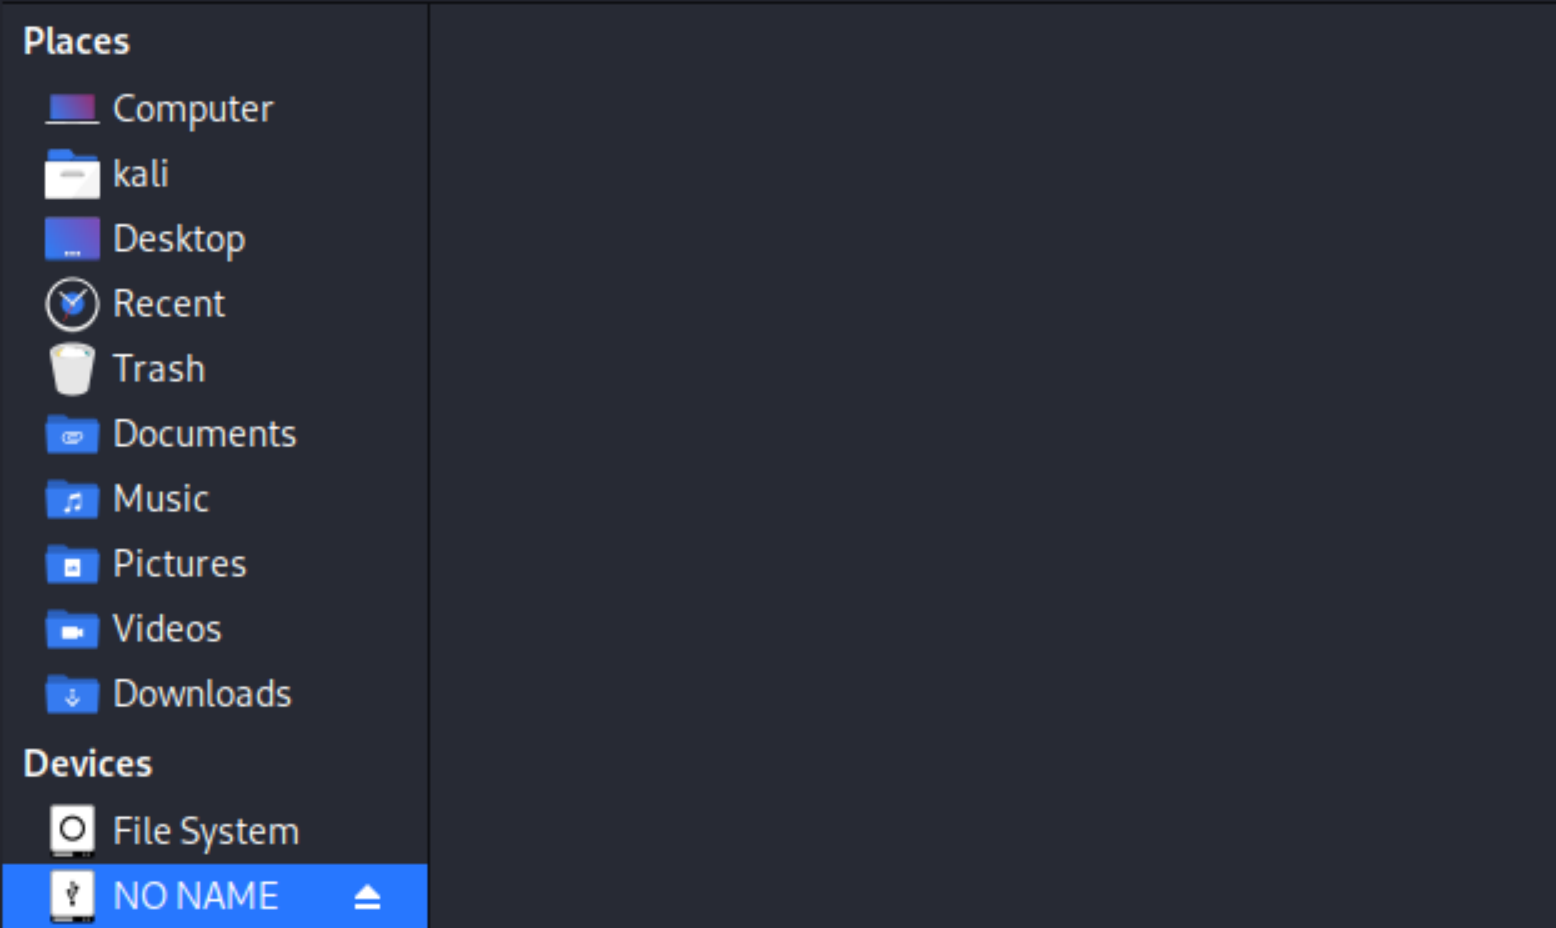 Places
Computer
kali
Desktop
Recent
Trash
Documents
Music
Pictures
Videos
Downloads
Devices
File System
NO NAME